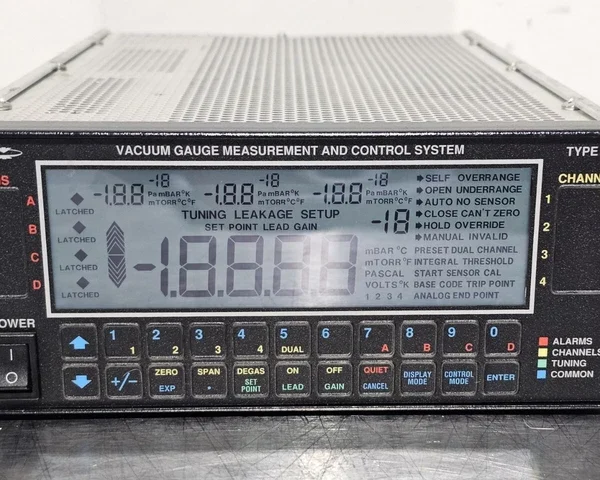 VACUUM GAUGE MEASUREMENT AND CONTROL SYSTEM
TYPE
CHANN
A
B
C
D
1
2
3
4
LATCHED
LATCHED
LATCHED
LATCHED
-1.8.8 -18 -1.8.8 -18 -1.8.8 -18
Pa mBAR °K Pa mBAR °K Pa mBAR °K
mTORR °C °F mTORR °C °F mTORR °C °F
TUNING LEAKAGE SETUP
SET POINT LEAD GAIN
-18
-1.8.8.8.8
SELF OVERRANGE
OPEN UNDERRANGE
AUTO NO SENSOR
CLOSE CAN'T ZERO
HOLD OVERRIDE
MANUAL INVALID
mBAR °C PRESET DUAL CHANNEL
mTORR °F INTEGRAL THRESHOLD
PASCAL START SENSOR CAL
VOLTS °K BASE CODE TRIP POINT
1 2 3 4 ANALOG END POINT
OWER
I
O
1 1
2 2
3 3
4 4
5 DUAL
6
7 A
8 B
9 C
0 D
+/-
ZERO EXP
SPAN .
DEGAS SET POINT
ON LEAD
OFF GAIN
QUIET CANCEL
DISPLAY MODE
CONTROL MODE
ENTER
ALARMS
CHANNELS
TUNING
COMMON